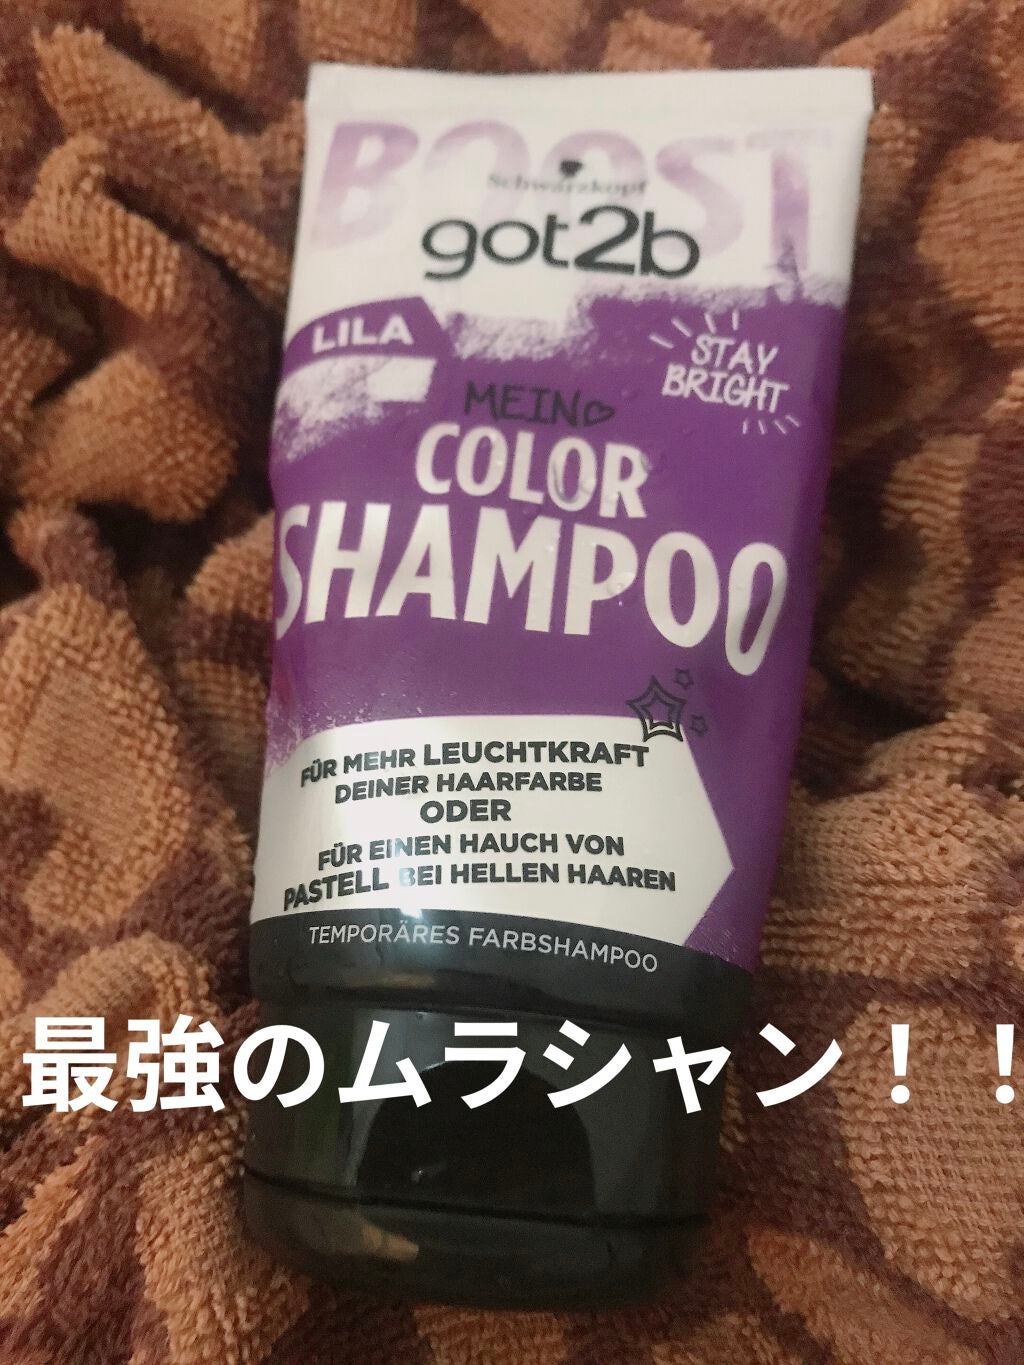 BOOST
Schwarzkopf
got2b
LILA
STAY
BRIGHT
MEIN
COLOR
SHAMPOO
FÜR MEHR LEUCHTKRAFT
DEINER HAARFARBE
ODER
FÜR EINEN HAUCH VON
PASTELL BEI HELLEN HAAREN
TEMPORÄRES FARBSHAMPOO
最強のムラシャン！！